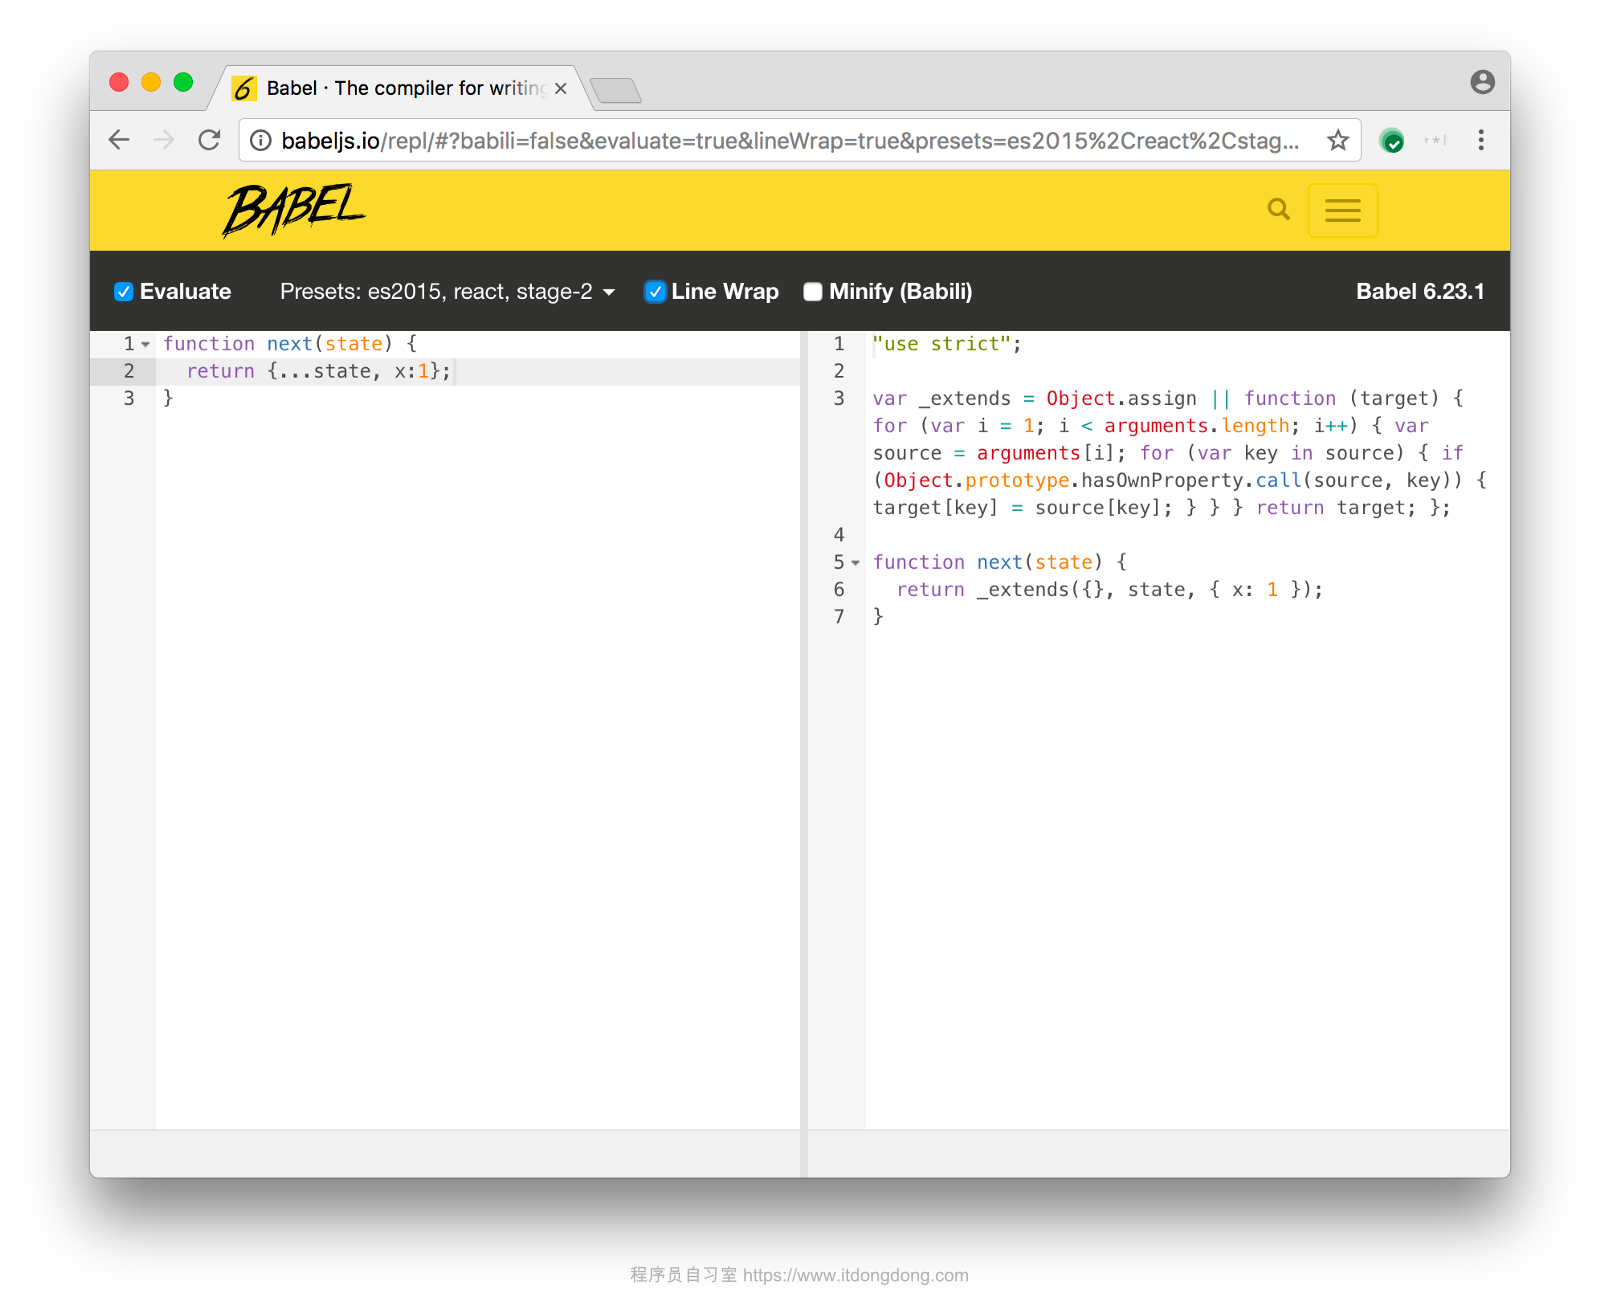 6 Babel · The compiler for writing
babeljs.io/repl/#?babili=false&evaluate=true&lineWrap=true&presets=es2015%2Creact%2Cstag...
BABEL
Evaluate Presets: es2015, react, stage-2 Line Wrap Minify (Babili) Babel 6.23.1
1 function next(state) {
2 return {...state, x:1};
3 }
1 "use strict";
2
3 var _extends = Object.assign || function (target) {
for (var i = 1; i < arguments.length; i++) { var
source = arguments[i]; for (var key in source) { if
(Object.prototype.hasOwnProperty.call(source, key)) {
target[key] = source[key]; } } } return target; };
4
5 function next(state) {
6 return _extends({}, state, { x: 1 });
7 }
程序员自习室 https://www.itdongdong.com